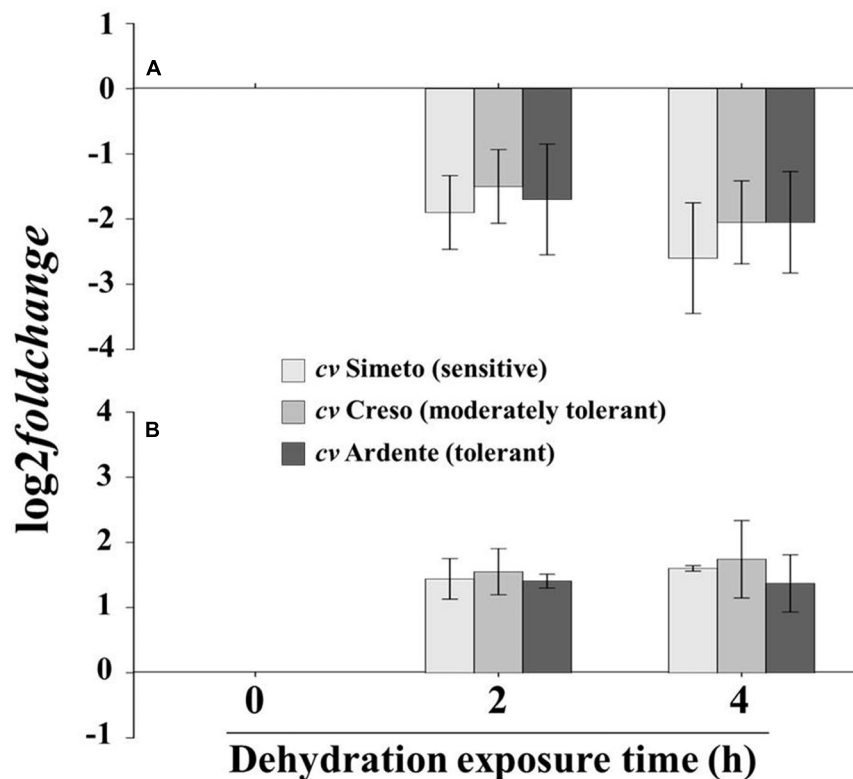 1
A
0
-1
-2
-3
-4
log2foldchange
cv Simeto (sensitive)
cv Creso (moderately tolerant)
cv Ardente (tolerant)
4
B
3
2
1
0
-1
0 2 4
Dehydration exposure time (h)